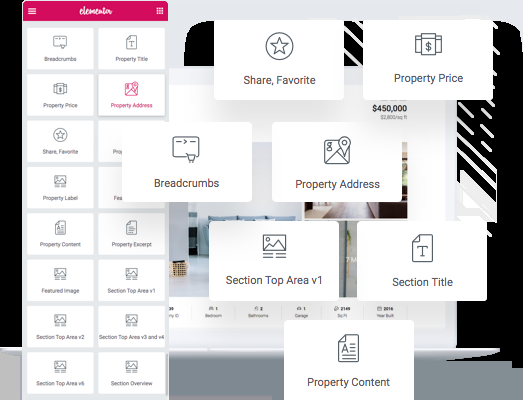 elementor
Breadcrumbs
Property Title
Property Price
Property Address
Share, Favorite
Property Label
Property Content
Property Excerpt
Featured Image
Section Top Area v1
Section Top Area v2
Section Top Area v3 and v4
Section Top Area v6
Section Overview
Share, Favorite
Property Price
$450,000
$2,800/sq ft
Breadcrumbs
Property Address
Section Top Area v1
Section Title
1
2
1
2149
2016
Bedroom
Bathrooms
Garage
Sq Ft
Year Built
Property Content